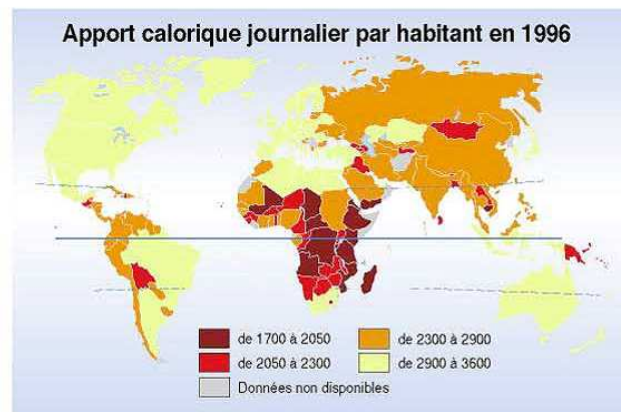 Apport calorique journalier par habitant en 1996
de 1700 à 2050
de 2300 à 2900
de 2050 à 2300
de 2900 à 3600
Données non disponibles